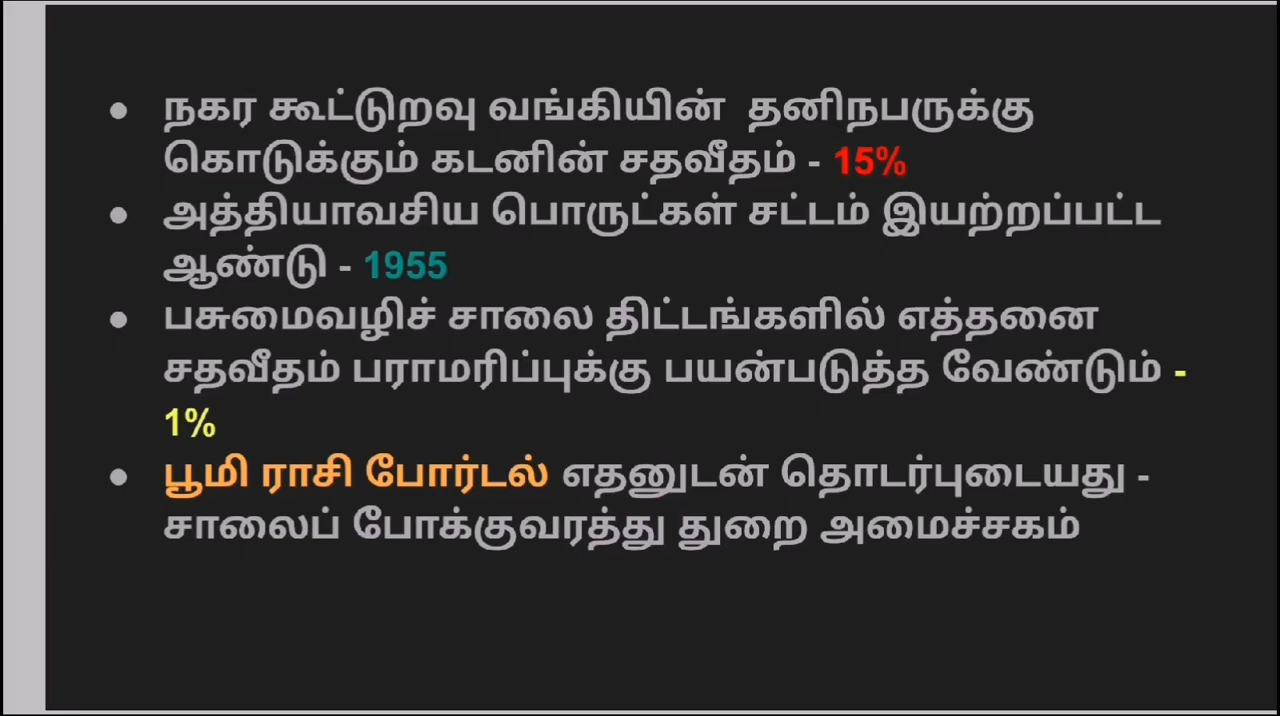 ● நகர கூட்டுறவு வங்கியின் தனிநபருக்கு
கொடுக்கும் கடனின் சதவீதம் - 15%
● அத்தியாவசிய பொருட்கள் சட்டம் இயற்றப்பட்ட
ஆண்டு - 1955
● பசுமைவழிச் சாலை திட்டங்களில் எத்தனை
சதவீதம் பராமரிப்புக்கு பயன்படுத்த வேண்டும் -
1%
● பூமி ராசி போர்டல் எதனுடன் தொடர்புடையது -
சாலைப் போக்குவரத்து துறை அமைச்சகம்